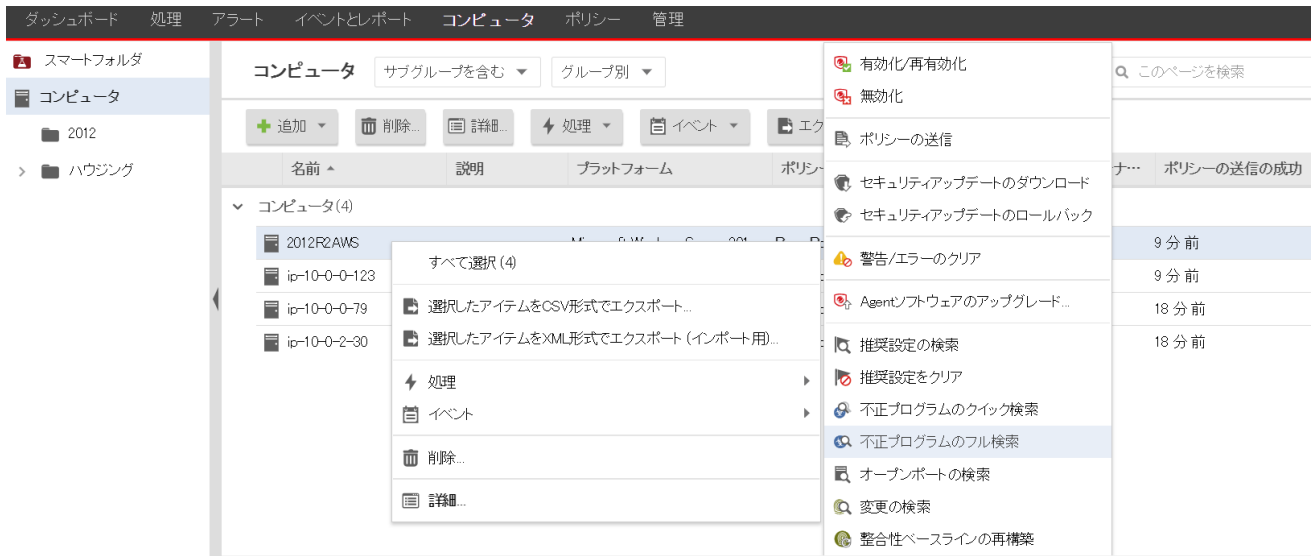 ダッシュボード 処理 アラート イベントとレポート コンピュータ ポリシー 管理
スマートフォルダ
コンピュータ
2012
ハウジング
コンピュータ サブグループを含む グループ別 このページを検索
追加 削除... 詳細... 処理 イベント エク
名前 説明 プラットフォーム ポリシー ナ… ポリシーの送信の成功
コンピュータ(4)
2012R2AWS 9 分前
ip-10-0-0-123 9 分前
ip-10-0-0-79 18 分前
ip-10-0-2-30 18 分前
すべて選択 (4)
選択したアイテムをCSV形式でエクスポート...
選択したアイテムをXML形式でエクスポート (インポート用)...
処理
イベント
削除...
詳細...
有効化/再有効化
無効化
ポリシーの送信
セキュリティアップデートのダウンロード
セキュリティアップデートのロールバック
警告/エラーのクリア
Agentソフトウェアのアップグレード...
推奨設定の検索
推奨設定をクリア
不正プログラムのクイック検索
不正プログラムのフル検索
オープンポートの検索
変更の検索
整合性ベースラインの再構築